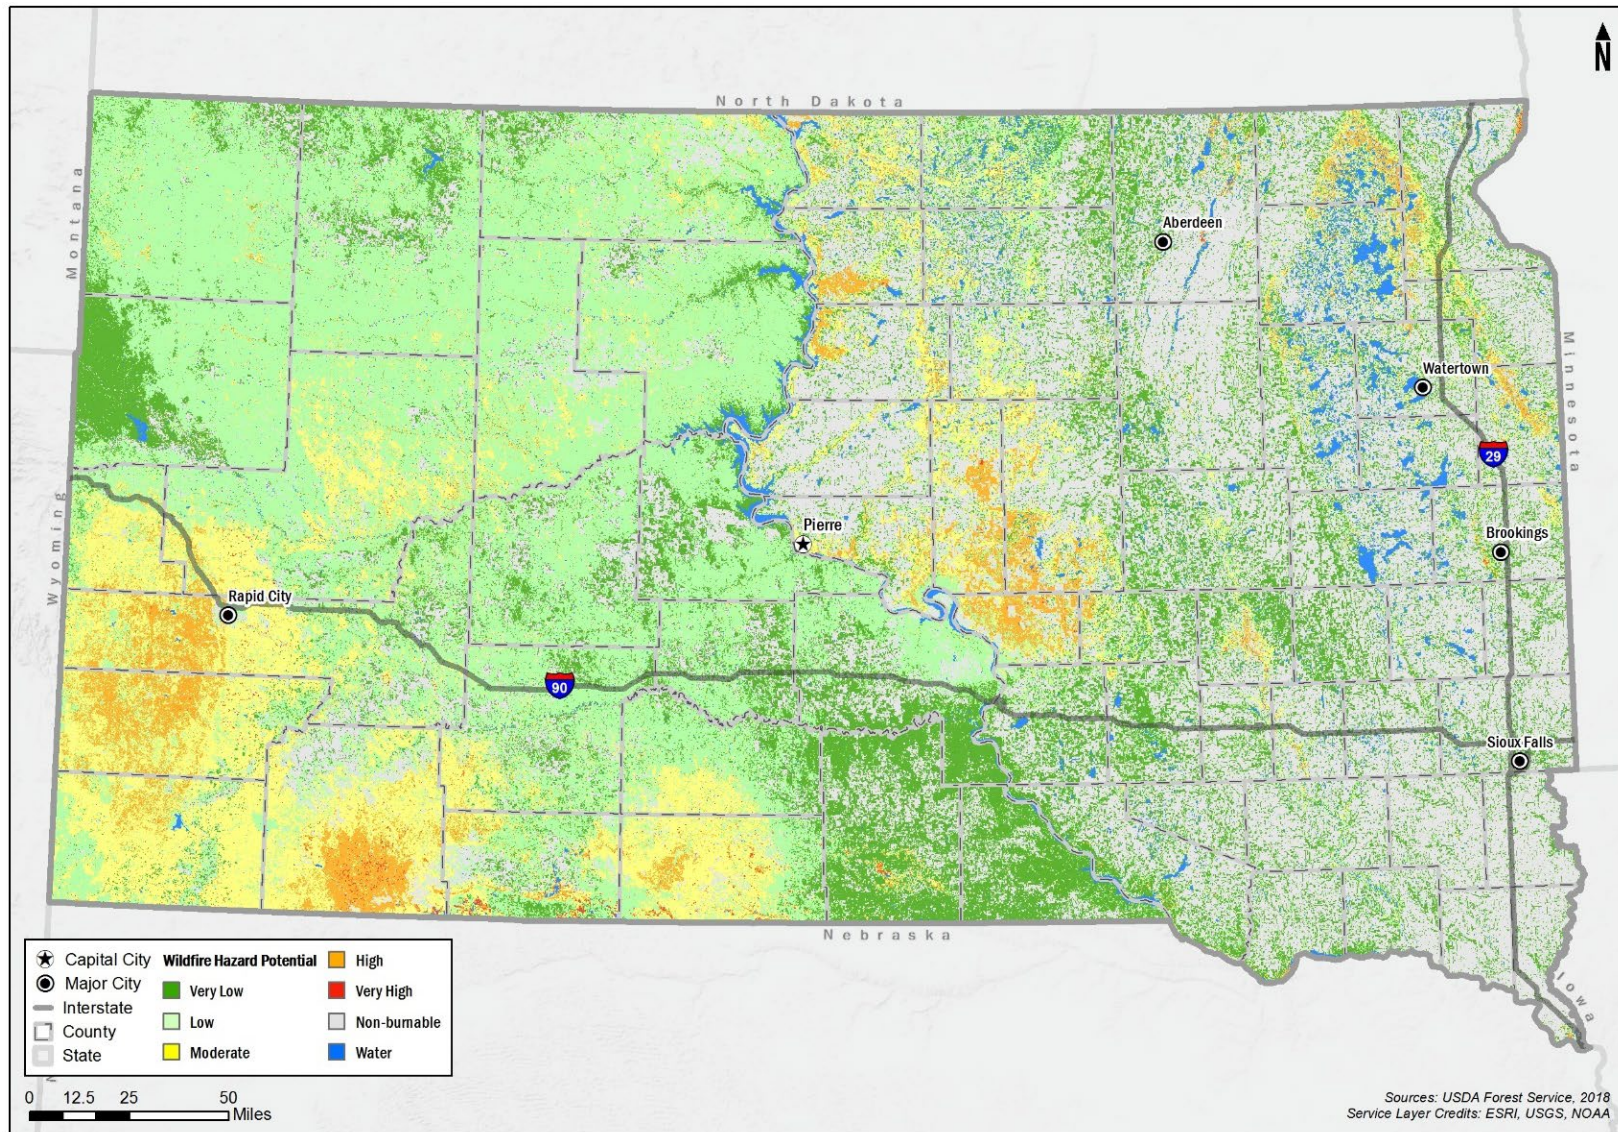 N
North Dakota
Montana
Aberdeen
Minnesota
Watertown
29
Wyoming
Pierre
Brookings
Rapid City
90
Sioux Falls
Nebraska
Iowa
Capital City
Major City
Interstate
County
State
Wildfire Hazard Potential
Very Low
Low
Moderate
High
Very High
Non-burnable
Water
0 12.5 25 50
Miles
Sources: USDA Forest Service, 2018
Service Layer Credits: ESRI, USGS, NOAA